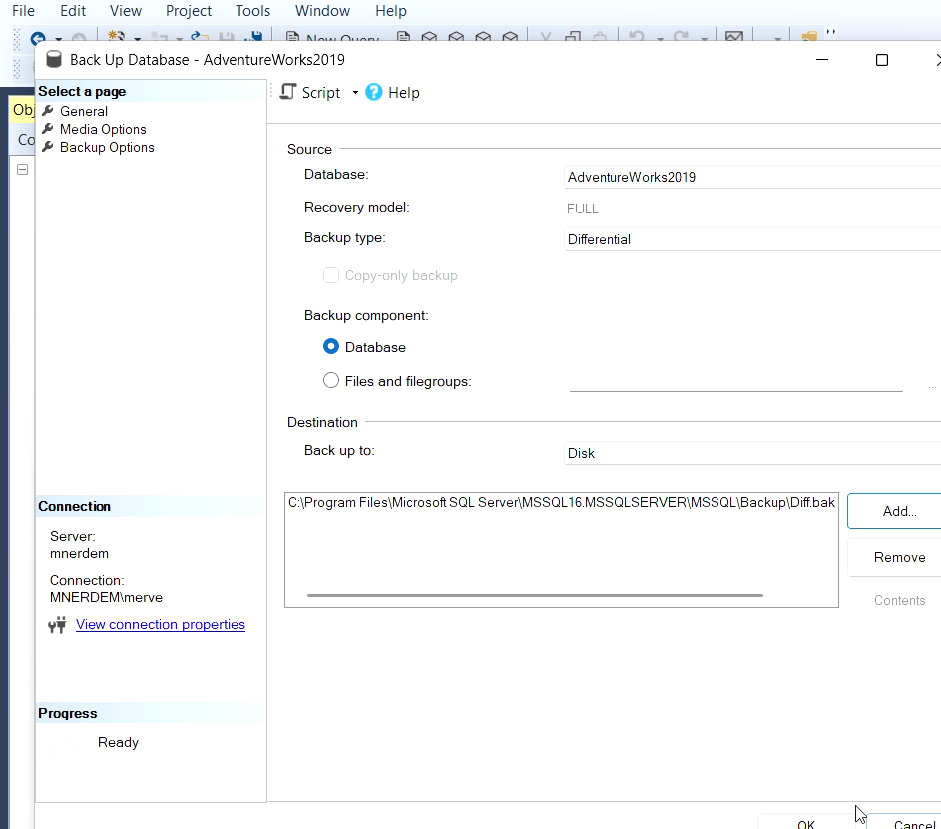 File Edit View Project Tools Window Help
New Query
Back Up Database - AdventureWorks2019
Select a page
General
Media Options
Backup Options
Script Help
Obj
Co
Source
Database: AdventureWorks2019
Recovery model: FULL
Backup type: Differential
Copy-only backup
Backup component:
Database
Files and filegroups: ...
Destination
Back up to: Disk
C:\Program Files\Microsoft SQL Server\MSSQL16.MSSQLSERVER\MSSQL\Backup\Diff.bak
Add...
Remove
Contents
Connection
Server:
mnerdem
Connection:
MNERDEM\merve
View connection properties
Progress
Ready
OK Cancel